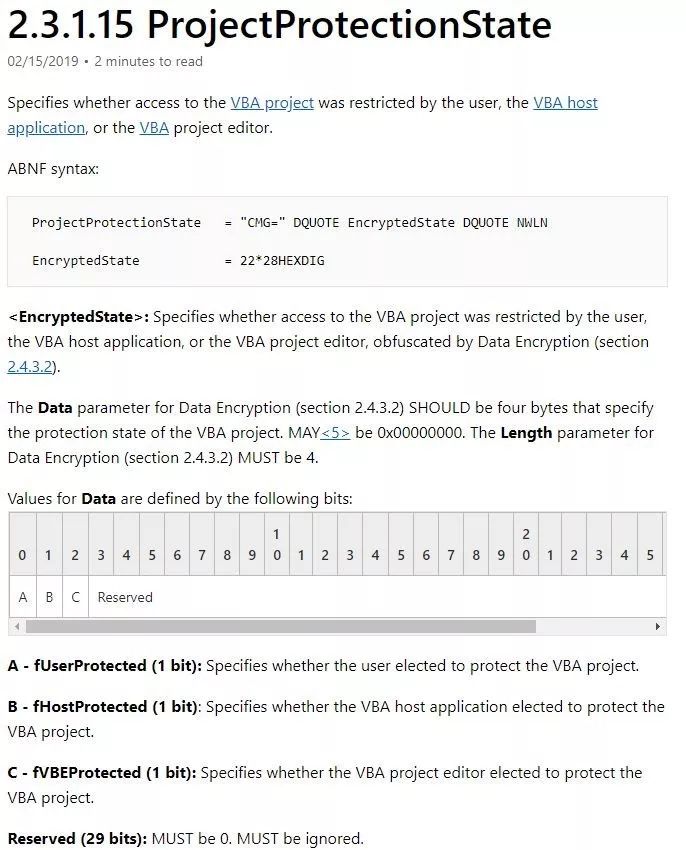 2.3.1.15 ProjectProtectionState
02/15/2019 • 2 minutes to read
Specifies whether access to the VBA project was restricted by the user, the VBA host
application, or the VBA project editor.
ABNF syntax:
ProjectProtectionState = "CMG=" DQUOTE EncryptedState DQUOTE NWLN
EncryptedState = 22*28HEXDIG
<EncryptedState>: Specifies whether access to the VBA project was restricted by the user,
the VBA host application, or the VBA project editor, obfuscated by Data Encryption (section
2.4.3.2).
The Data parameter for Data Encryption (section 2.4.3.2) SHOULD be four bytes that specify
the protection state of the VBA project. MAY<5> be 0x00000000. The Length parameter for
Data Encryption (section 2.4.3.2) MUST be 4.
Values for Data are defined by the following bits:
1 2
0 1 2 3 4 5 6 7 8 9 0 1 2 3 4 5 6 7 8 9 0 1 2 3 4 5
A B C Reserved
A - fUserProtected (1 bit): Specifies whether the user elected to protect the VBA project.
B - fHostProtected (1 bit): Specifies whether the VBA host application elected to protect the
VBA project.
C - fVBEProtected (1 bit): Specifies whether the VBA project editor elected to protect the
VBA project.
Reserved (29 bits): MUST be 0. MUST be ignored.